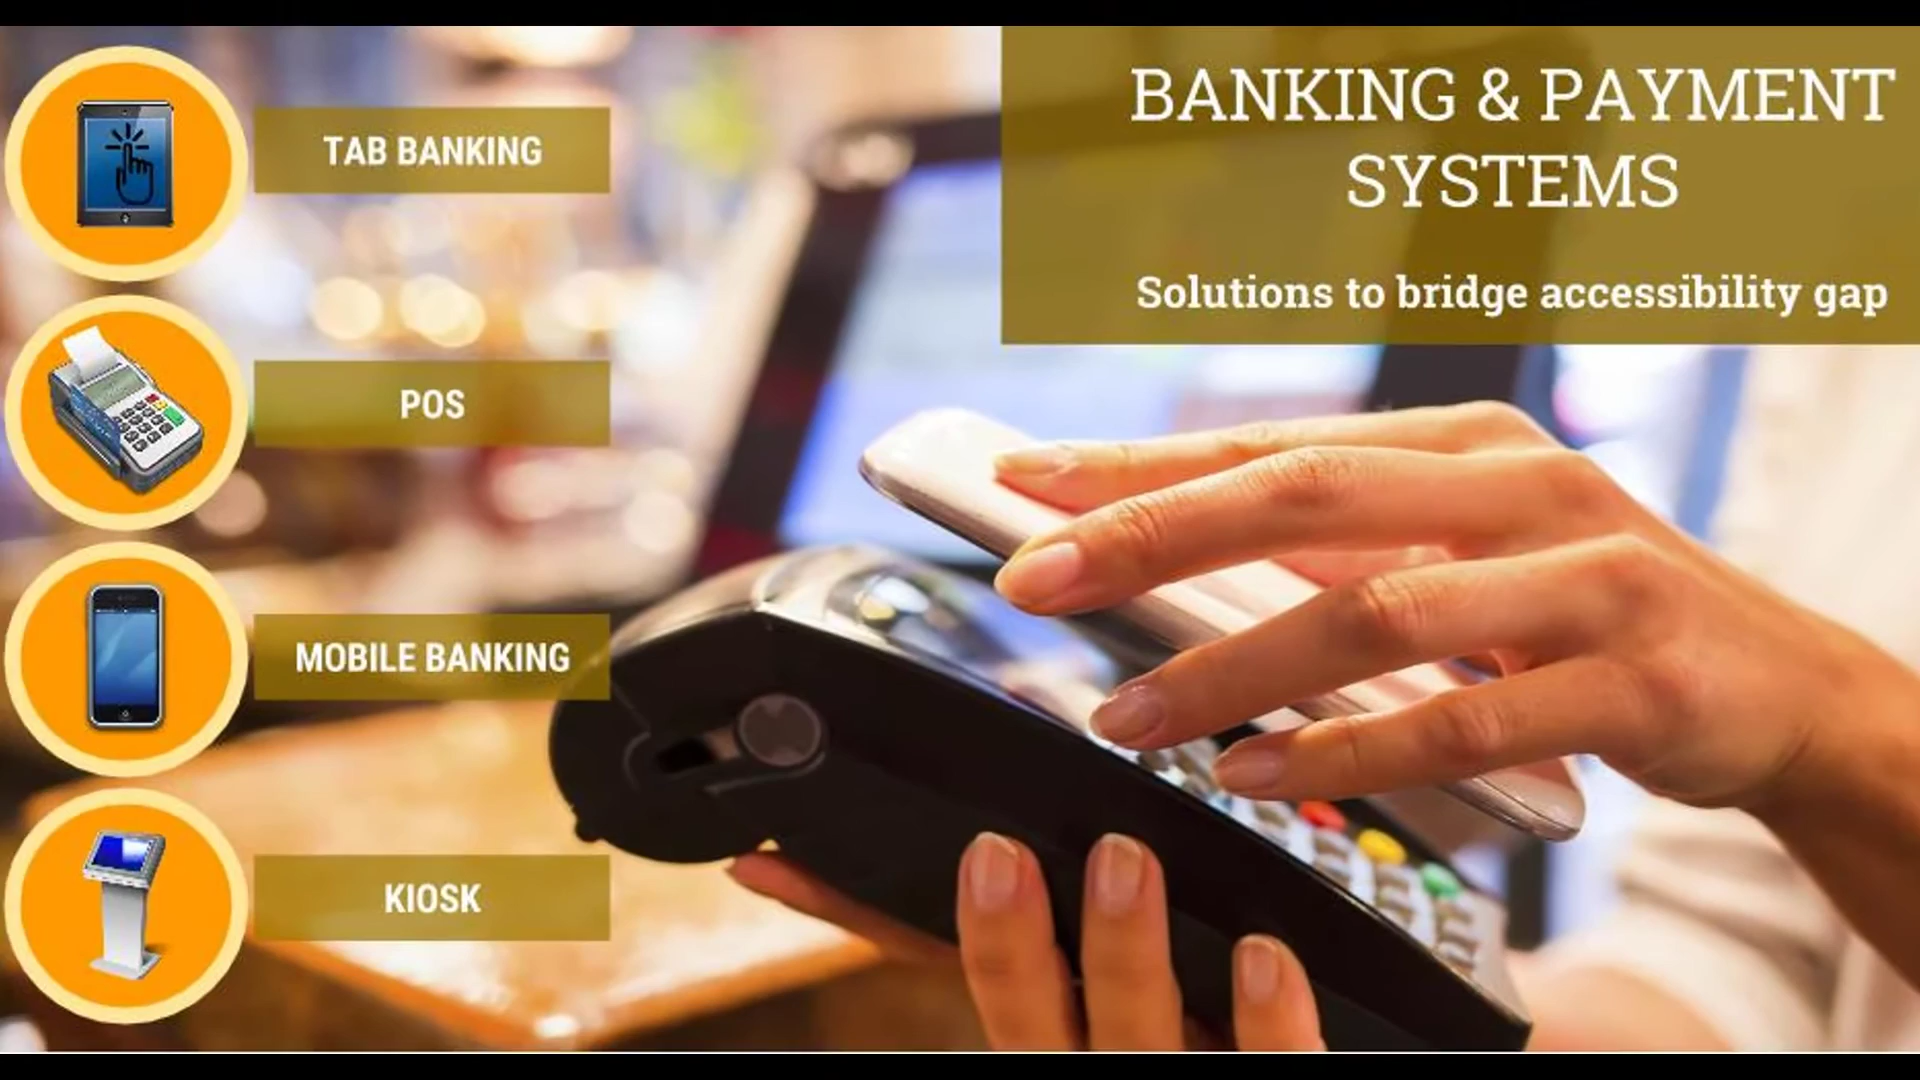 BANKING & PAYMENT
SYSTEMS
Solutions to bridge accessibility gap
TAB BANKING
POS
MOBILE BANKING
KIOSK